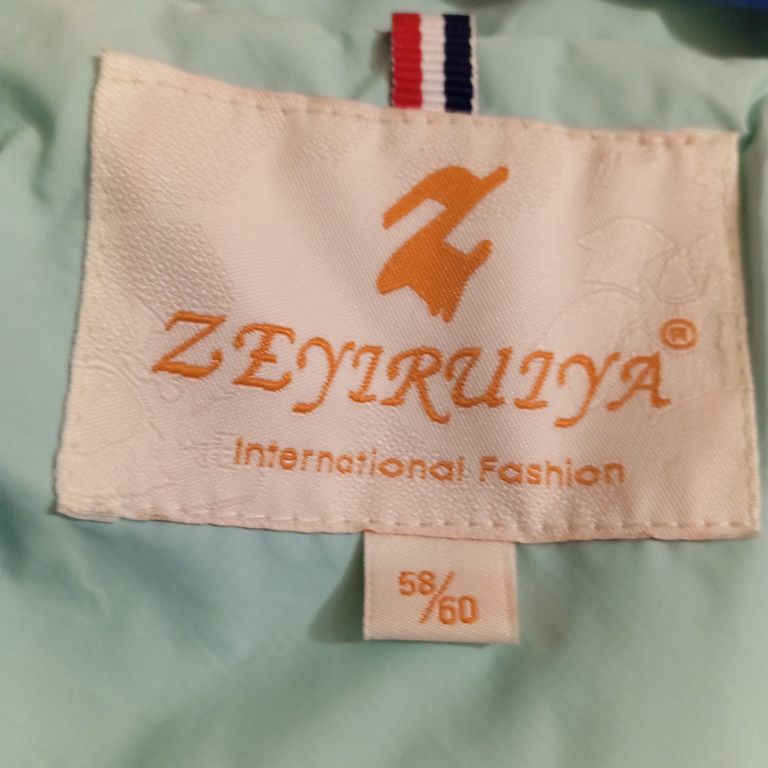 Z
ZEYIRUIYA®
International Fashion
58/60